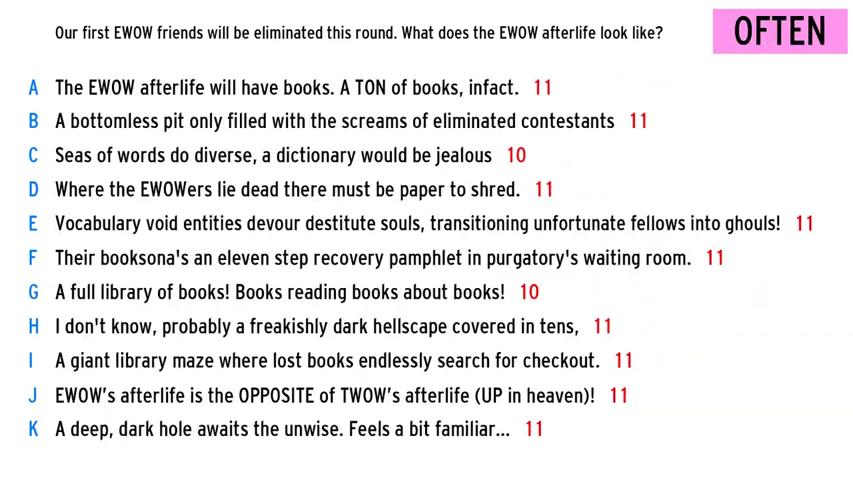 Our first EWOW friends will be eliminated this round. What does the EWOW afterlife look like?
OFTEN
A The EWOW afterlife will have books. A TON of books, infact. 11
B A bottomless pit only filled with the screams of eliminated contestants 11
C Seas of words do diverse, a dictionary would be jealous 10
D Where the EWOWers lie dead there must be paper to shred. 11
E Vocabulary void entities devour destitute souls, transitioning unfortunate fellows into ghouls! 11
F Their booksona's an eleven step recovery pamphlet in purgatory's waiting room. 11
G A full library of books! Books reading books about books! 10
H I don't know, probably a freakishly dark hellscape covered in tens, 11
I A giant library maze where lost books endlessly search for checkout. 11
J EWOW’s afterlife is the OPPOSITE of TWOW’s afterlife (UP in heaven)! 11
K A deep, dark hole awaits the unwise. Feels a bit familiar... 11